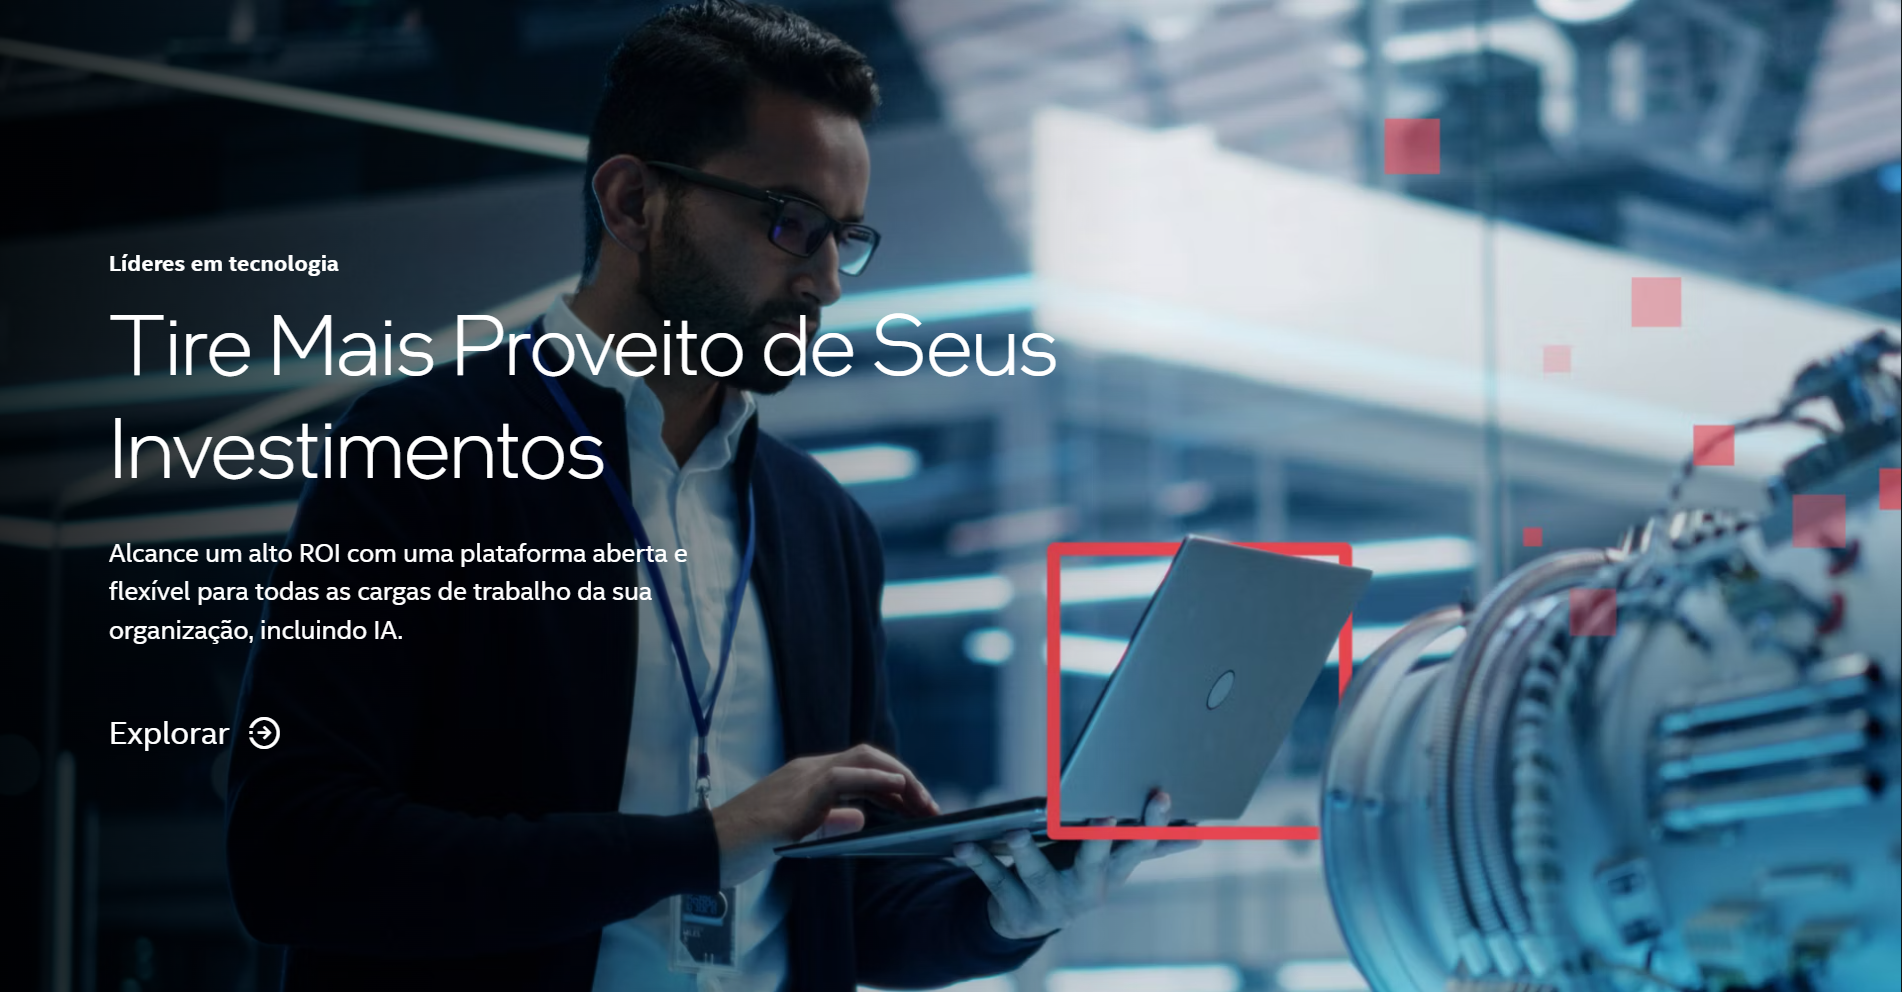 Líderes em tecnologia
Tire Mais Proveito de Seus
Investimentos
Alcance um alto ROI com uma plataforma aberta e
flexível para todas as cargas de trabalho da sua
organização, incluindo IA.
Explorar